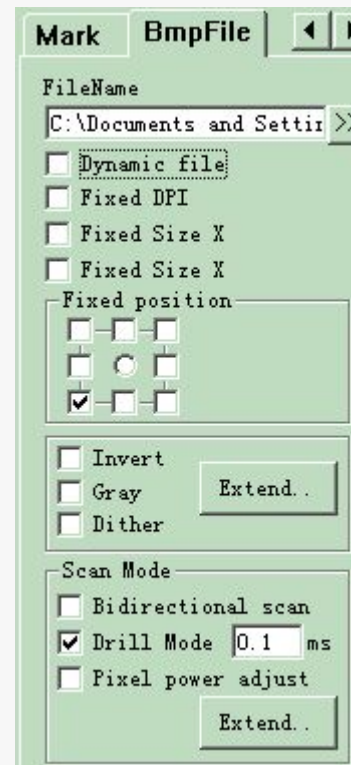 Mark BmpFile
FileName
C:\Documents and Settin >>
Dynamic file
Fixed DPI
Fixed Size X
Fixed Size X
Fixed position
Invert
Gray
Extend..
Dither
Scan Mode
Bidirectional scan
Drill Mode 0.1 ms
Pixel power adjust
Extend..